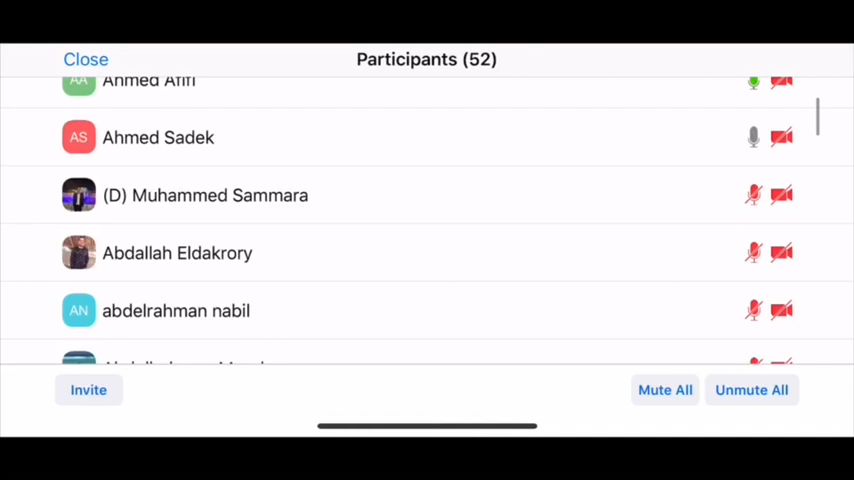 Close Participants (52)
AA Ahmed Afifi
AS Ahmed Sadek
(D) Muhammed Sammara
Abdallah Eldakrory
AN abdelrahman nabil
Invite Mute All Unmute All